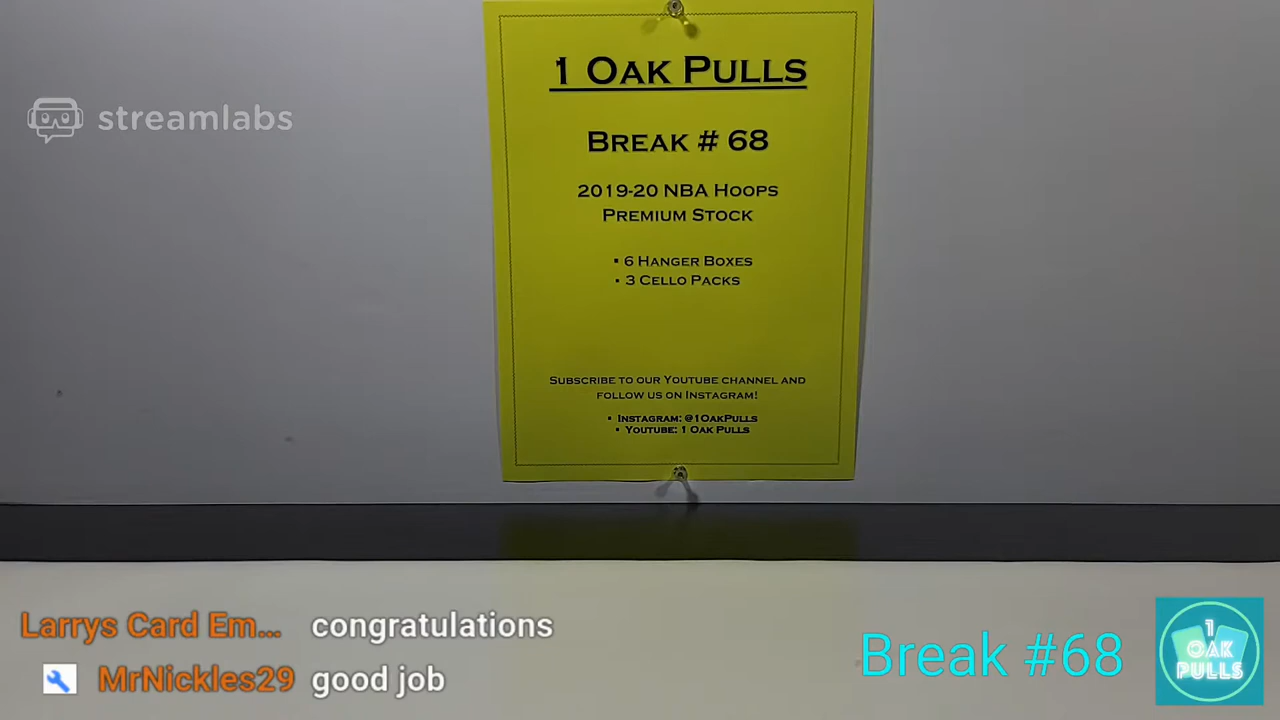 1 Oak Pulls
Break # 68
2019-20 NBA Hoops
Premium Stock
▪ 6 Hanger Boxes
▪ 3 Cello Packs
Subscribe to our Youtube channel and
follow us on Instagram!
▪ Instagram: @1OakPulls
▪ Youtube: 1 Oak Pulls
streamlabs
Larrys Card Em... congratulations
MrNickles29 good job
Break #68
1
OAK
PULLS